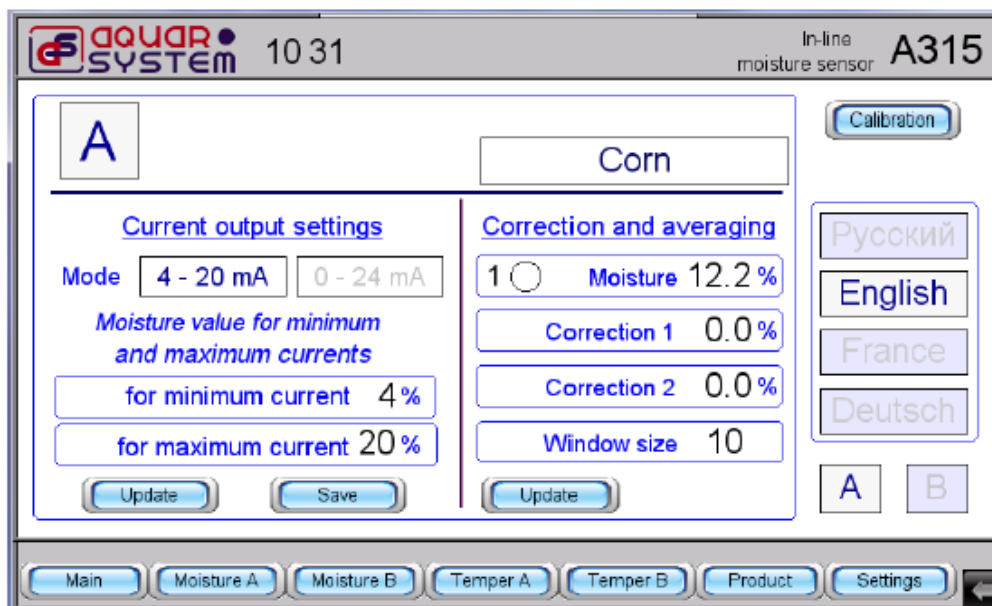 AQUAR
SYSTEM
10 31
In-line
moisture sensor
A315
A
Corn
Calibration
Current output settings
Mode 4 - 20 mA 0 - 24 mA
Moisture value for minimum
and maximum currents
for minimum current 4 %
for maximum current 20 %
Update Save
Correction and averaging
1 Moisture 12.2 %
Correction 1 0.0 %
Correction 2 0.0 %
Window size 10
Update
Русский
English
France
Deutsch
A B
Main Moisture A Moisture B Temper A Temper B Product Settings